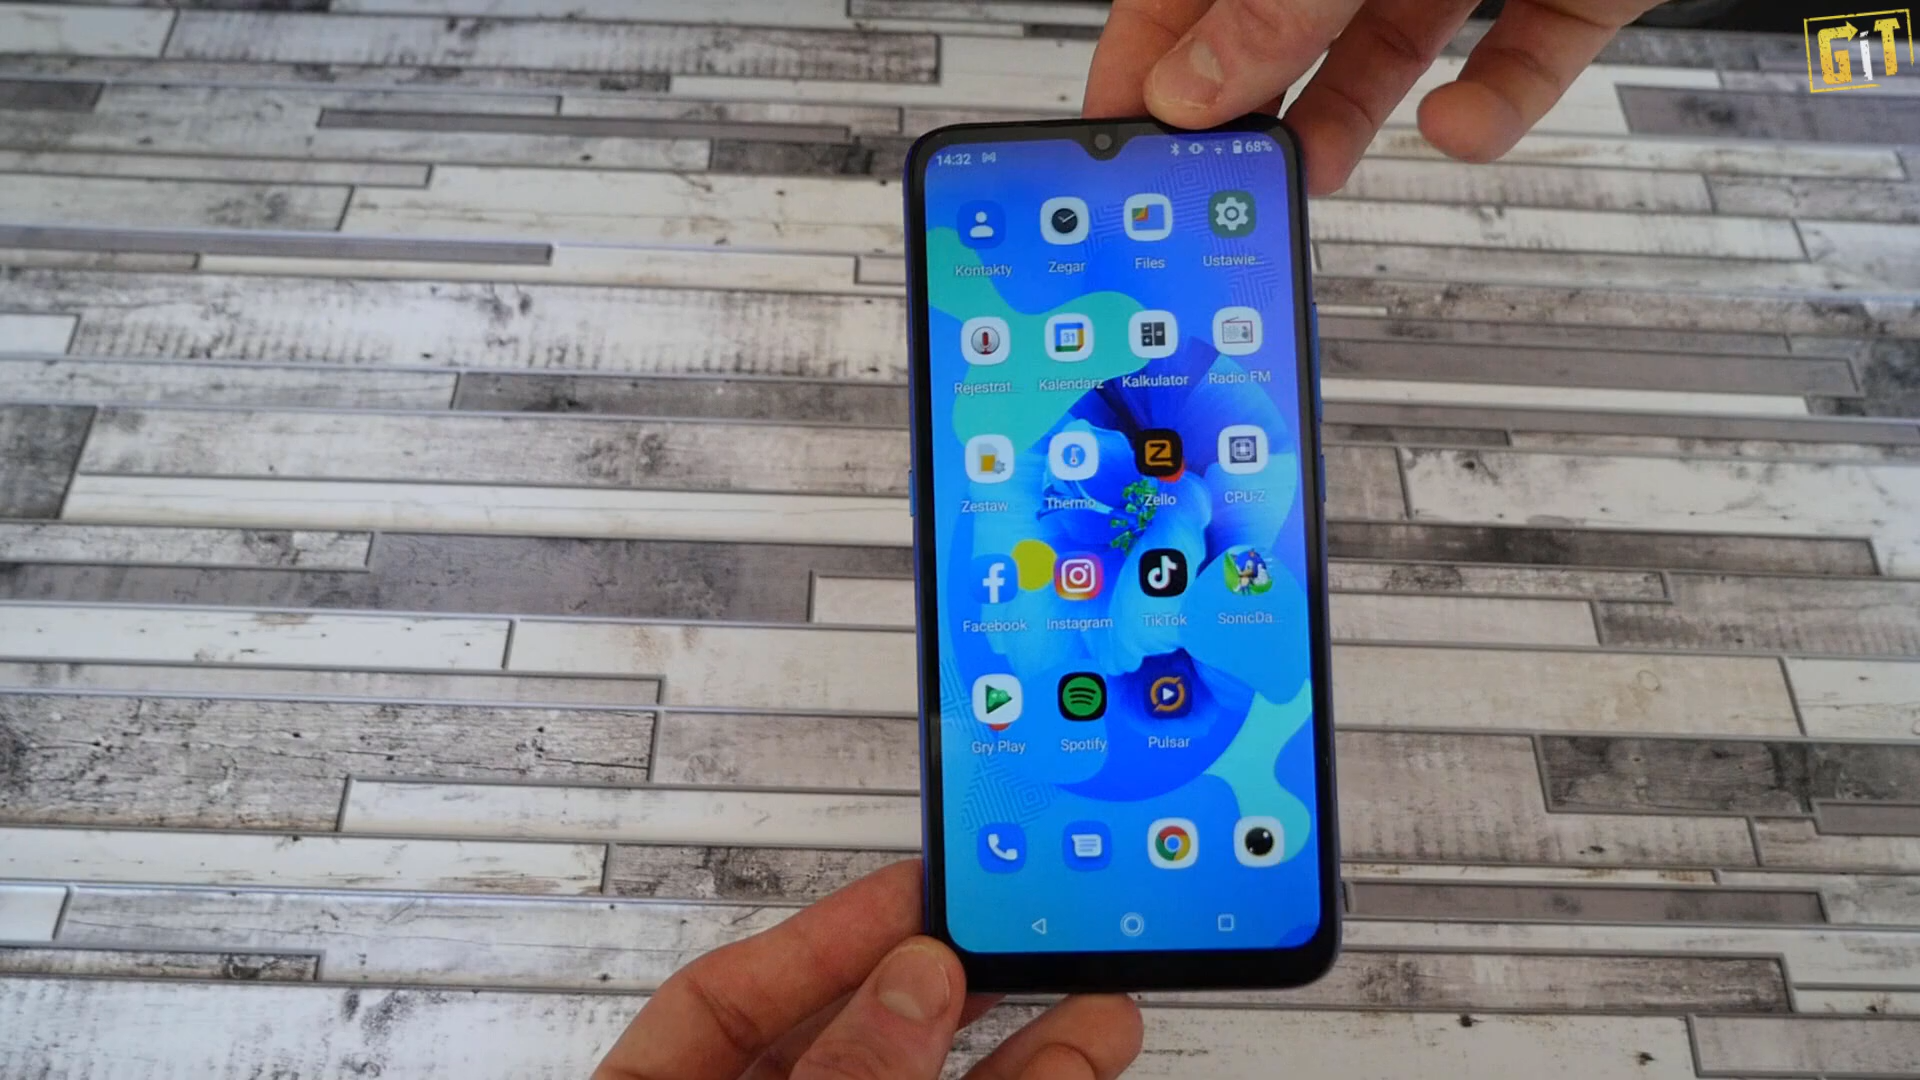 GiT
14:32
68%
Kontakty Zegar Files Ustawie...
31
Rejestrat... Kalendarz Kalkulator Radio FM
Z
Zestaw Thermo Zello CPU-Z
f
Facebook Instagram TikTok SonicDa...
Gry Play Spotify Pulsar